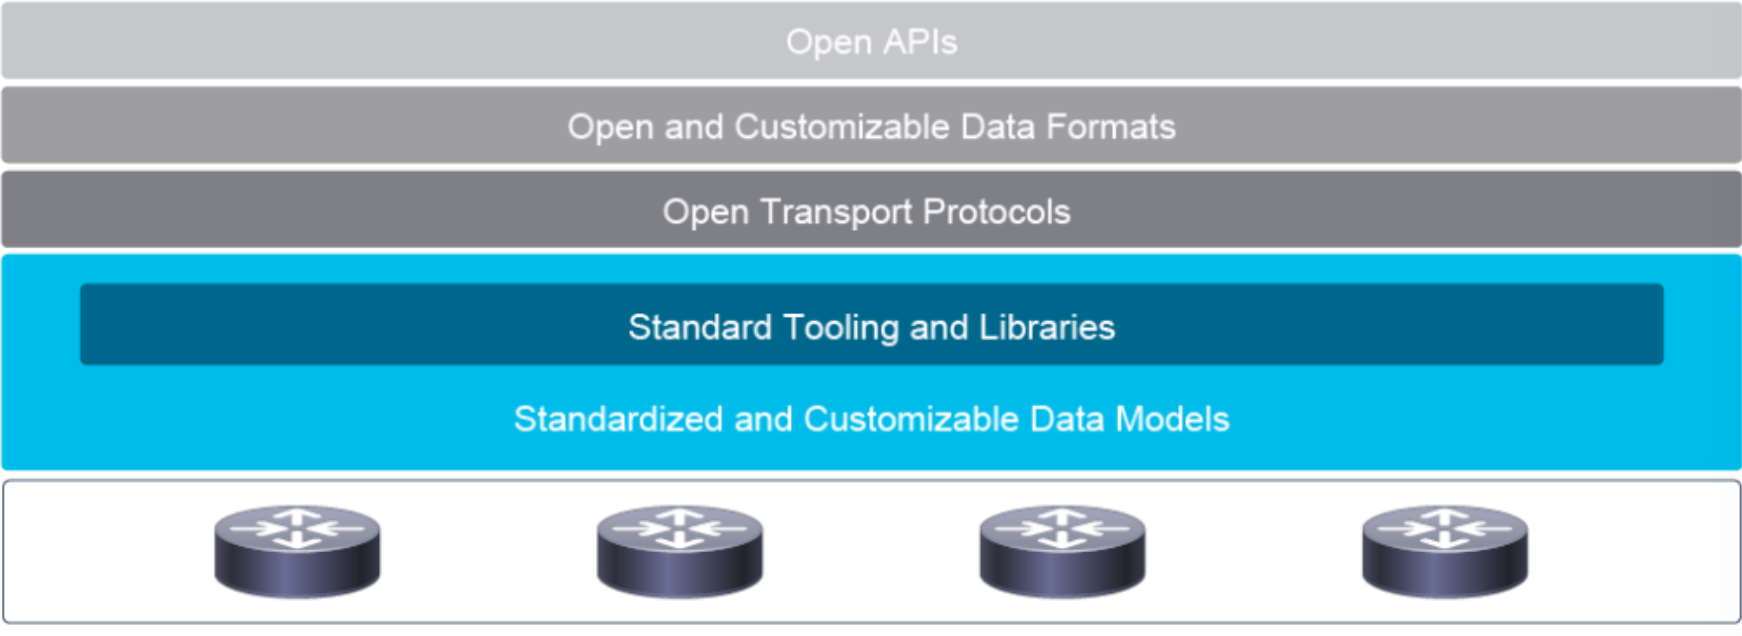 Open APIs
Open and Customizable Data Formats
Open Transport Protocols
Standard Tooling and Libraries
Standardized and Customizable Data Models